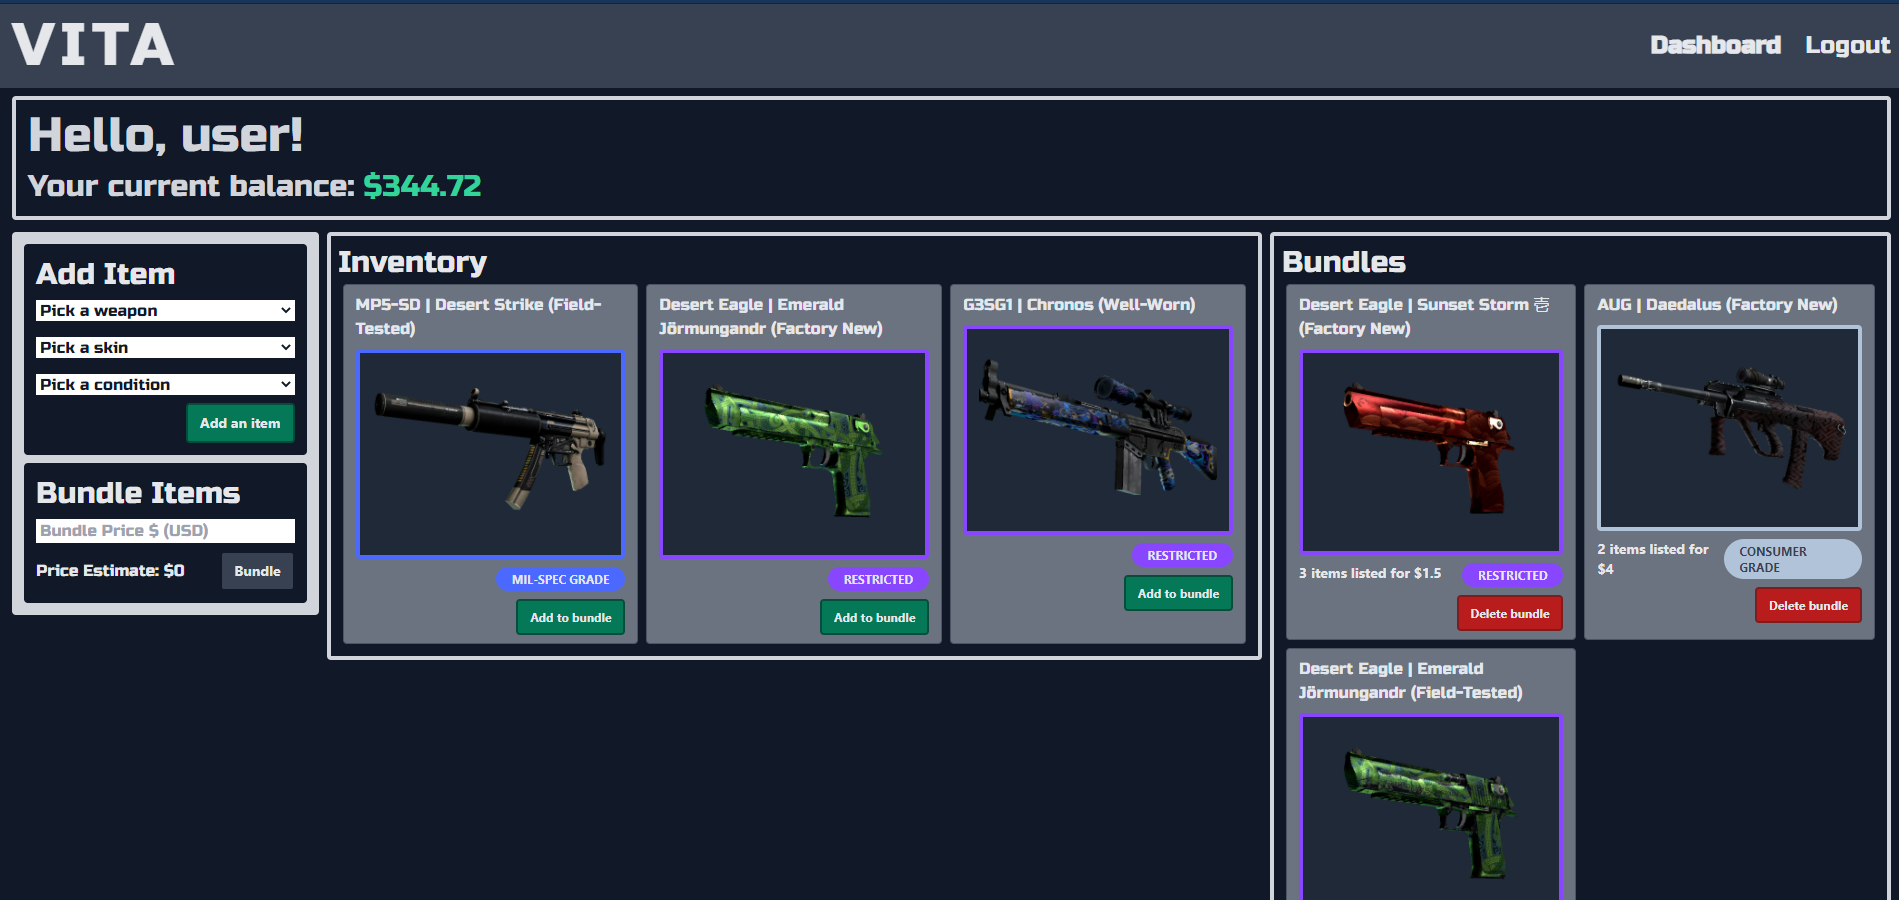 VITA
Dashboard
Logout
Hello, user!
Your current balance: $344.72
Add Item
Pick a weapon
Pick a skin
Pick a condition
Add an item
Bundle Items
Bundle Price $ (USD)
Price Estimate: $0
Bundle
Inventory
MP5-SD | Desert Strike (Field-
Tested)
MIL-SPEC GRADE
Add to bundle
Desert Eagle | Emerald
Jörmungandr (Factory New)
RESTRICTED
Add to bundle
G3SG1 | Chronos (Well-Worn)
RESTRICTED
Add to bundle
Bundles
Desert Eagle | Sunset Storm 壱
(Factory New)
3 items listed for $1.5
RESTRICTED
Delete bundle
AUG | Daedalus (Factory New)
2 items listed for
$4
CONSUMER
GRADE
Delete bundle
Desert Eagle | Emerald
Jörmungandr (Field-Tested)